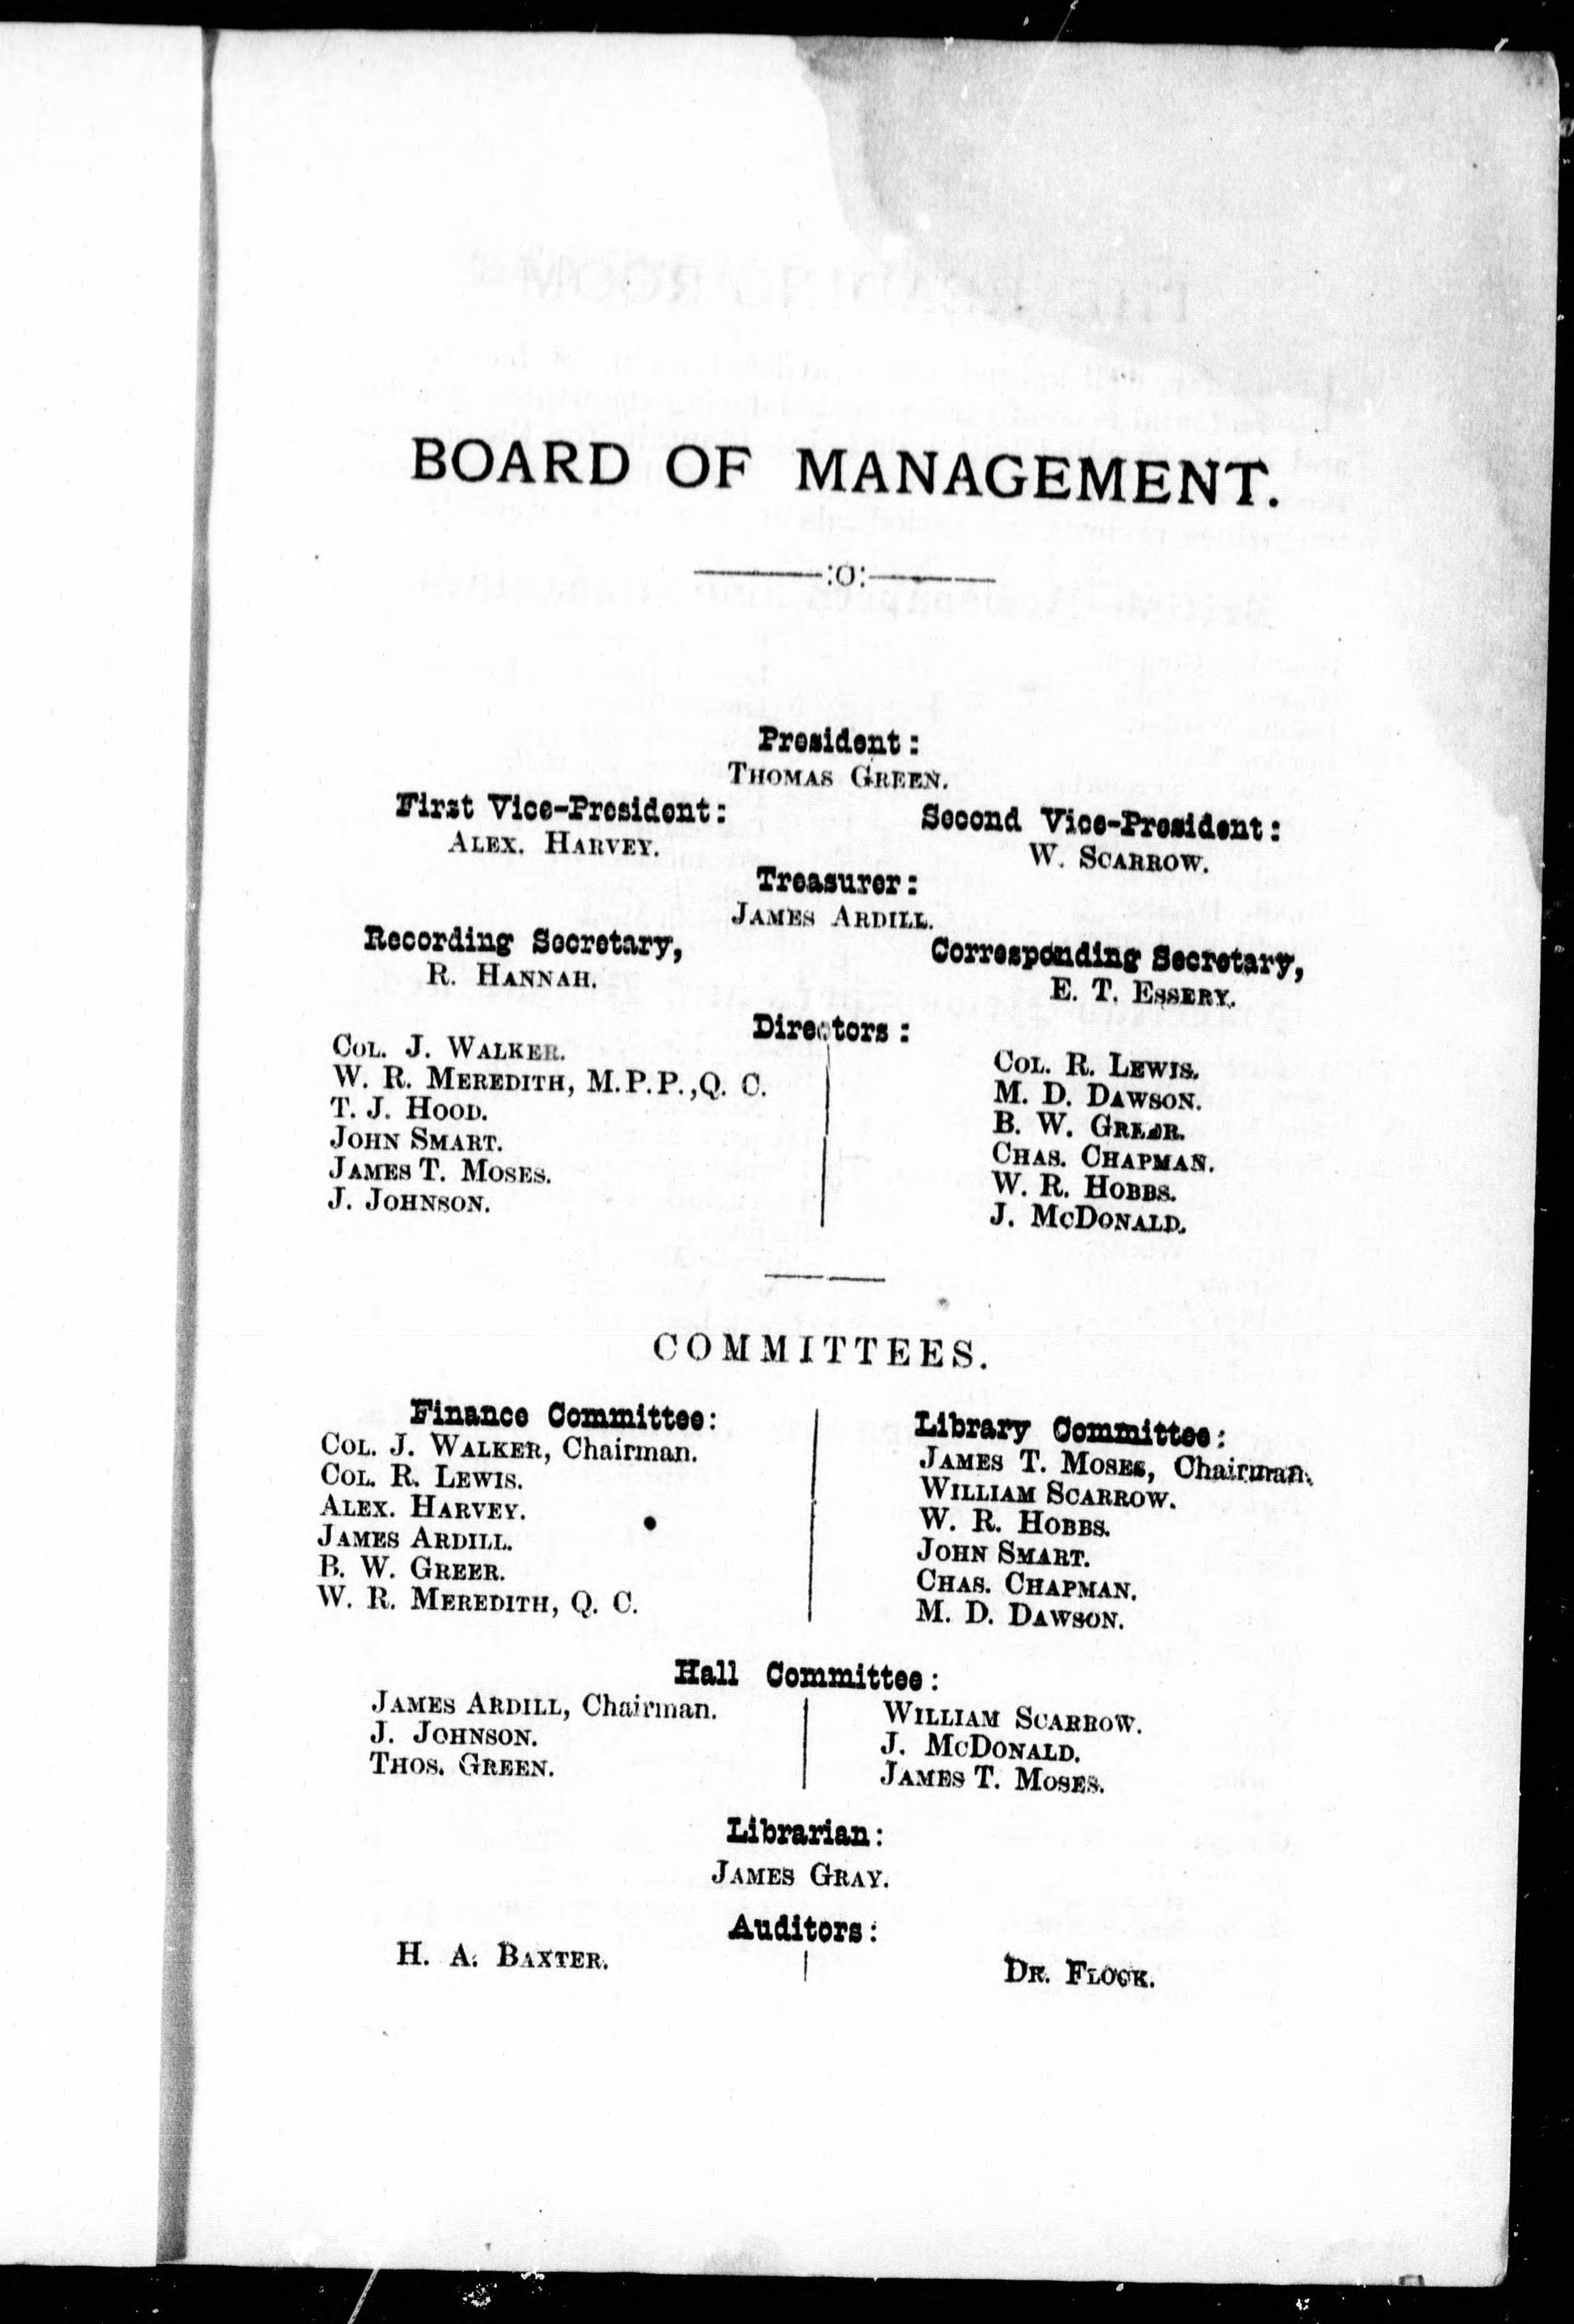 BOARD OF MANAGEMENT.
:o:
President:
THOMAS GREEN.
First Vice-President:
ALEX. HARVEY.
Second Vice-President:
W. SCARROW.
Treasurer:
JAMES ARDILL.
Recording Secretary,
R. HANNAH.
Corresponding Secretary,
E. T. ESSERY.
Directors:
COL. J. WALKER.
W. R. MEREDITH, M.P.P., Q. C.
T. J. HOOD.
JOHN SMART.
JAMES T. MOSES.
J. JOHNSON.
COL. R. LEWIS.
M. D. DAWSON.
B. W. GREER.
CHAS. CHAPMAN.
W. R. HOBBS.
J. MCDONALD.
COMMITTEES.
Finance Committee:
COL. J. WALKER, Chairman.
COL. R. LEWIS.
ALEX. HARVEY.
JAMES ARDILL.
B. W. GREER.
W. R. MEREDITH, Q. C.
Library Committee:
JAMES T. MOSES, Chairman.
WILLIAM SCARROW.
W. R. HOBBS.
JOHN SMART.
CHAS. CHAPMAN.
M. D. DAWSON.
Hall Committee:
JAMES ARDILL, Chairman.
J. JOHNSON.
THOS. GREEN.
WILLIAM SCARROW.
J. MCDONALD.
JAMES T. MOSES.
Librarian:
JAMES GRAY.
Auditors:
H. A. BAXTER.
DR. FLOCK.